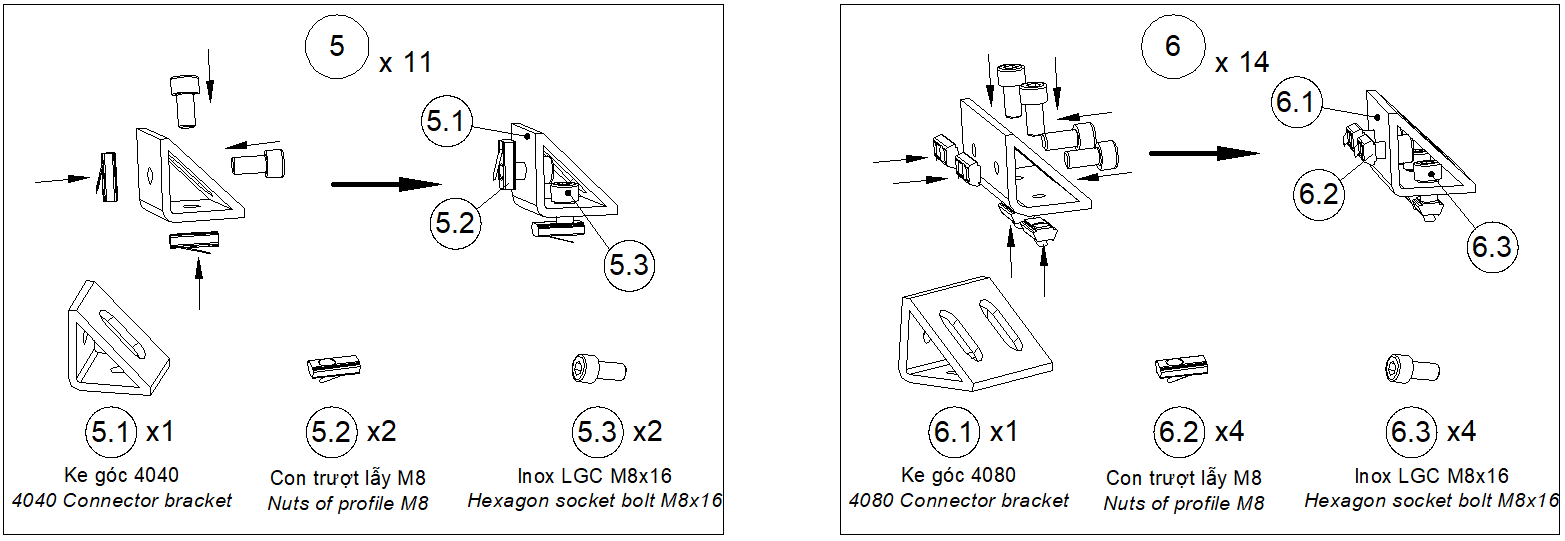 5
x 11
5.1
5.2
5.3
5.1 x1
5.2 x2
5.3 x2
Ke góc 4040
4040 Connector bracket
Con trượt lẫy M8
Nuts of profile M8
Inox LGC M8x16
Hexagon socket bolt M8x16
6
x 14
6.1
6.2
6.3
6.1 x1
6.2 x4
6.3 x4
Ke góc 4080
4080 Connector bracket
Con trượt lẫy M8
Nuts of profile M8
Inox LGC M8x16
Hexagon socket bolt M8x16